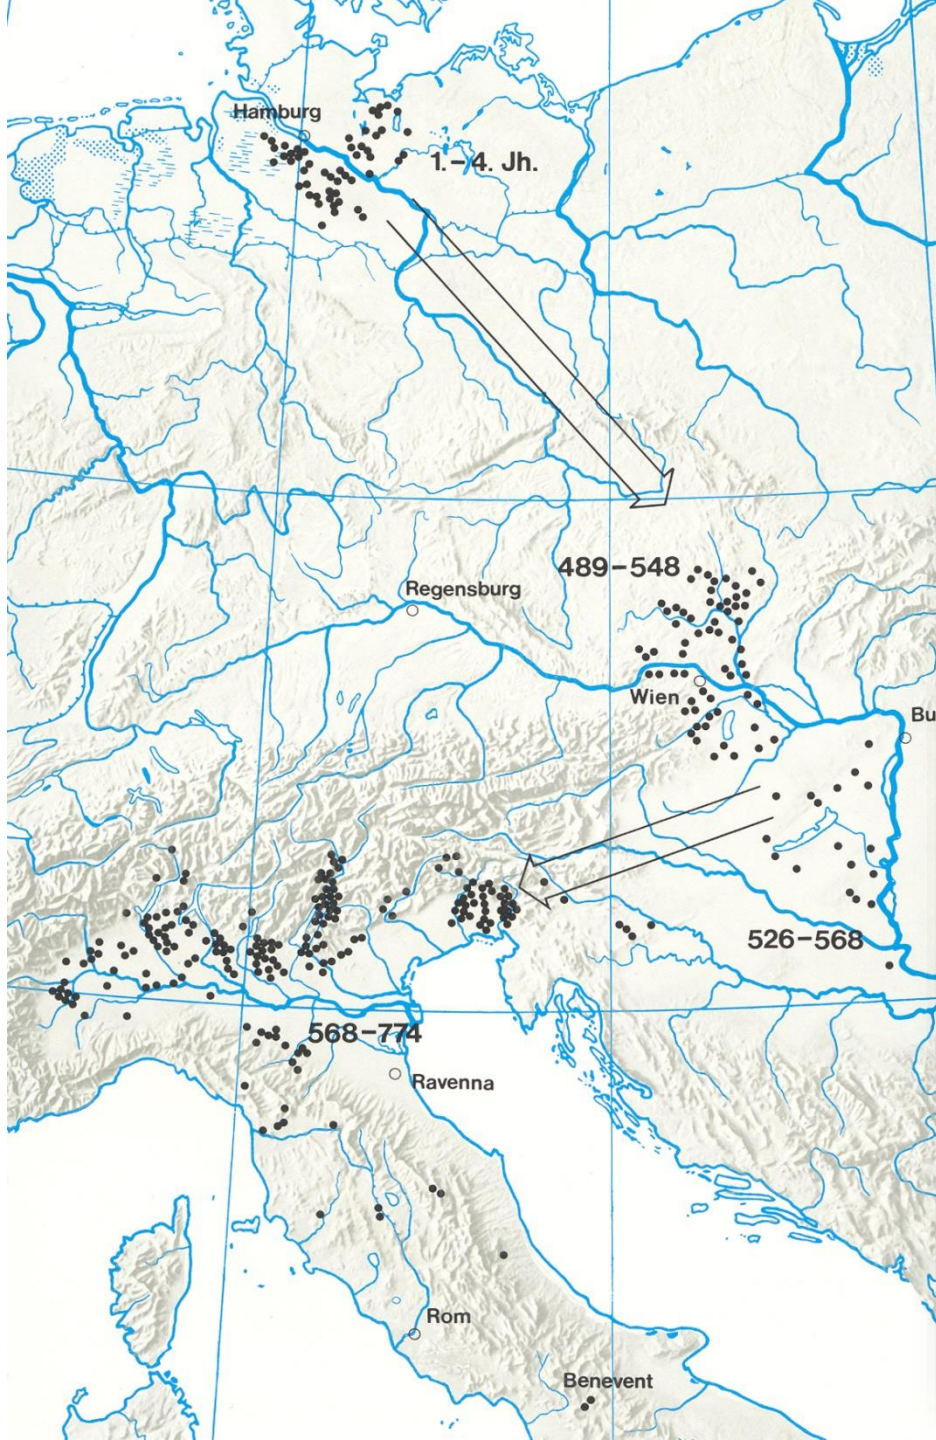 Hamburg
1.–4. Jh.
489–548
Regensburg
Wien
Bu
526–568
568–774
Ravenna
Rom
Benevent